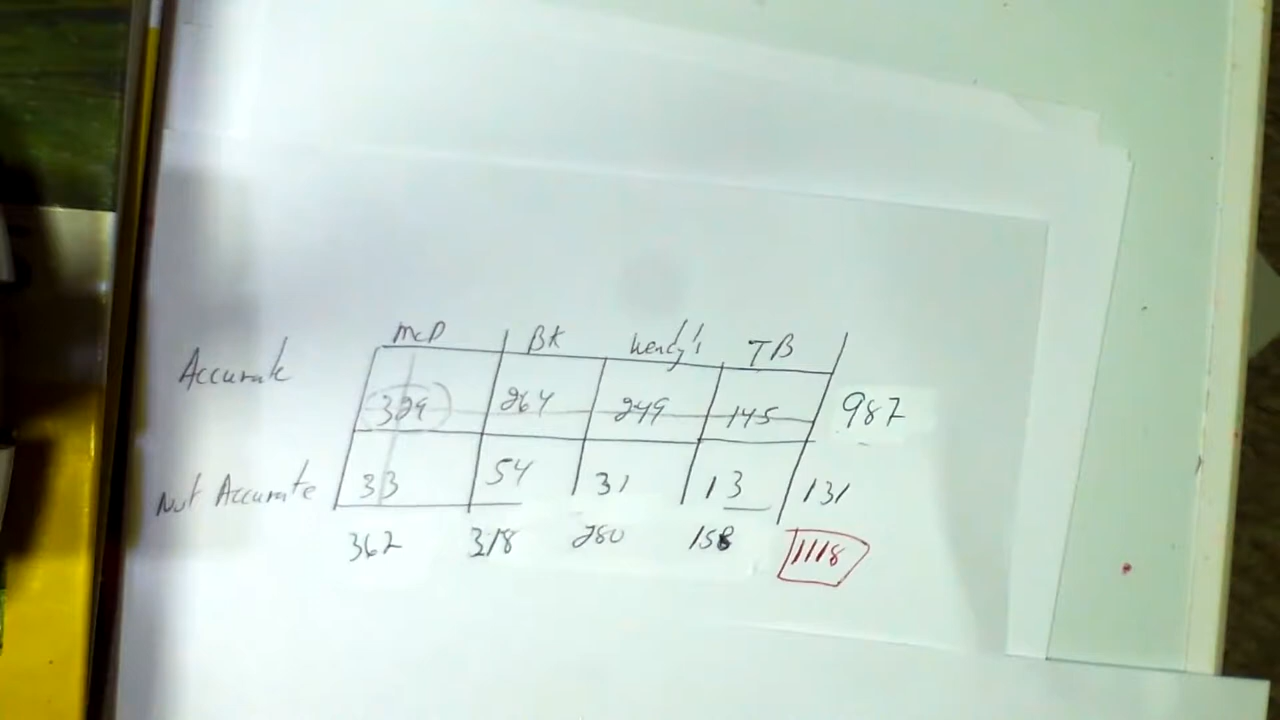 McD BK Wendy's TB
Accurate 329 264 249 145 987
Not Accurate 33 54 31 13 131
362 318 280 158 1118